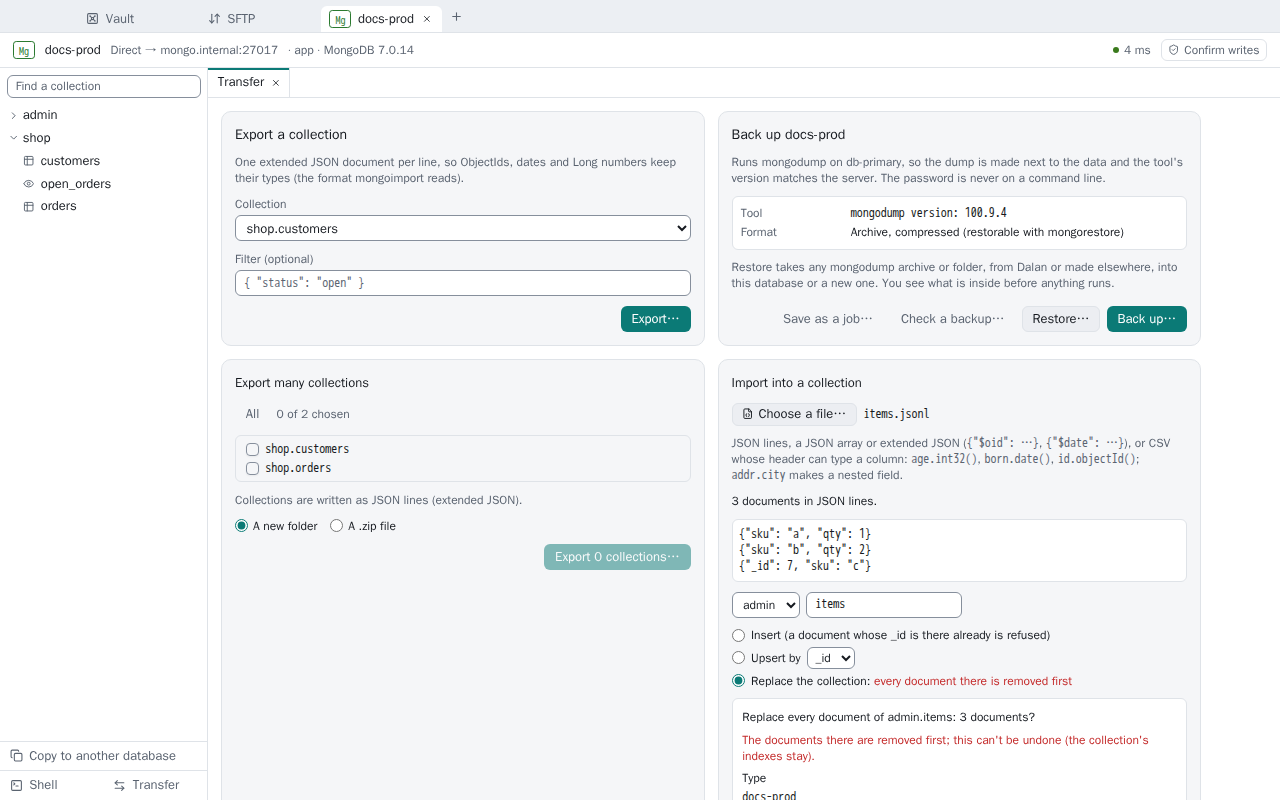 Vault
SFTP
Mg docs-prod ×
+
Mg docs-prod Direct → mongo.internal:27017 · app · MongoDB 7.0.14
4 ms
Confirm writes
Find a collection
admin
shop
customers
open_orders
orders
Copy to another database
Shell
Transfer
Transfer ×
Export a collection
One extended JSON document per line, so ObjectIds, dates and Long numbers keep
their types (the format mongoimport reads).
Collection
shop.customers
Filter (optional)
{ "status": "open" }
Export…
Back up docs-prod
Runs mongodump on db-primary, so the dump is made next to the data and the tool's
version matches the server. The password is never on a command line.
Tool mongodump version: 100.9.4
Format Archive, compressed (restorable with mongorestore)
Restore takes any mongodump archive or folder, from Dalan or made elsewhere, into
this database or a new one. You see what is inside before anything runs.
Save as a job… Check a backup… Restore… Back up…
Export many collections
All 0 of 2 chosen
shop.customers
shop.orders
Collections are written as JSON lines (extended JSON).
A new folder A .zip file
Export 0 collections…
Import into a collection
Choose a file… items.jsonl
JSON lines, a JSON array or extended JSON ({"$oid": …}, {"$date": …}), or CSV
whose header can type a column: age.int32(), born.date(), id.objectId();
addr.city makes a nested field.
3 documents in JSON lines.
{"sku": "a", "qty": 1}
{"sku": "b", "qty": 2}
{"_id": 7, "sku": "c"}
admin items
Insert (a document whose _id is there already is refused)
Upsert by _id
Replace the collection: every document there is removed first
Replace every document of admin.items: 3 documents?
The documents there are removed first; this can't be undone (the collection's
indexes stay).
Type
docs-prod